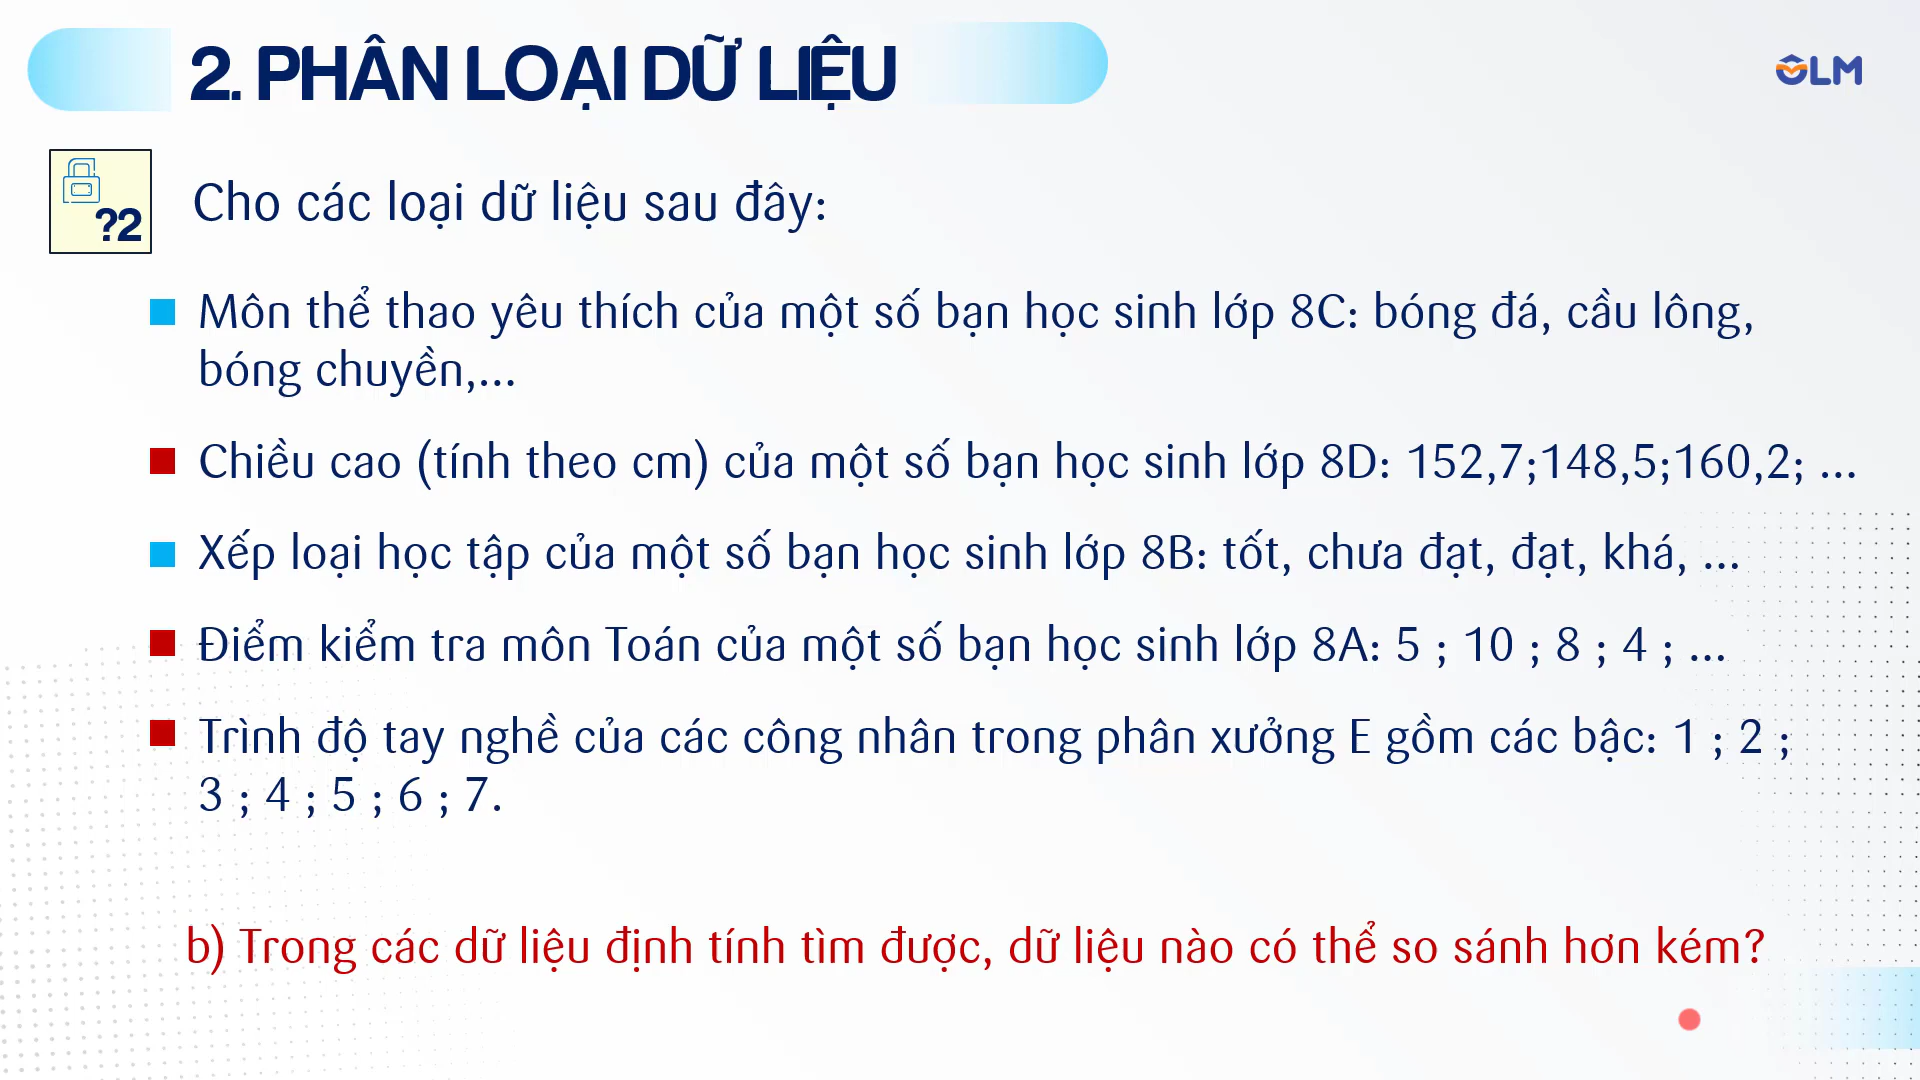 2. PHÂN LOẠI DỮ LIỆU
OLM
?2
Cho các loại dữ liệu sau đây:
Môn thể thao yêu thích của một số bạn học sinh lớp 8C: bóng đá, cầu lông,
bóng chuyền,...
Chiều cao (tính theo cm) của một số bạn học sinh lớp 8D: 152,7;148,5;160,2; ...
Xếp loại học tập của một số bạn học sinh lớp 8B: tốt, chưa đạt, đạt, khá, ...
Điểm kiểm tra môn Toán của một số bạn học sinh lớp 8A: 5 ; 10 ; 8 ; 4 ; ...
Trình độ tay nghề của các công nhân trong phân xưởng E gồm các bậc: 1 ; 2 ;
3 ; 4 ; 5 ; 6 ; 7.
b) Trong các dữ liệu định tính tìm được, dữ liệu nào có thể so sánh hơn kém?